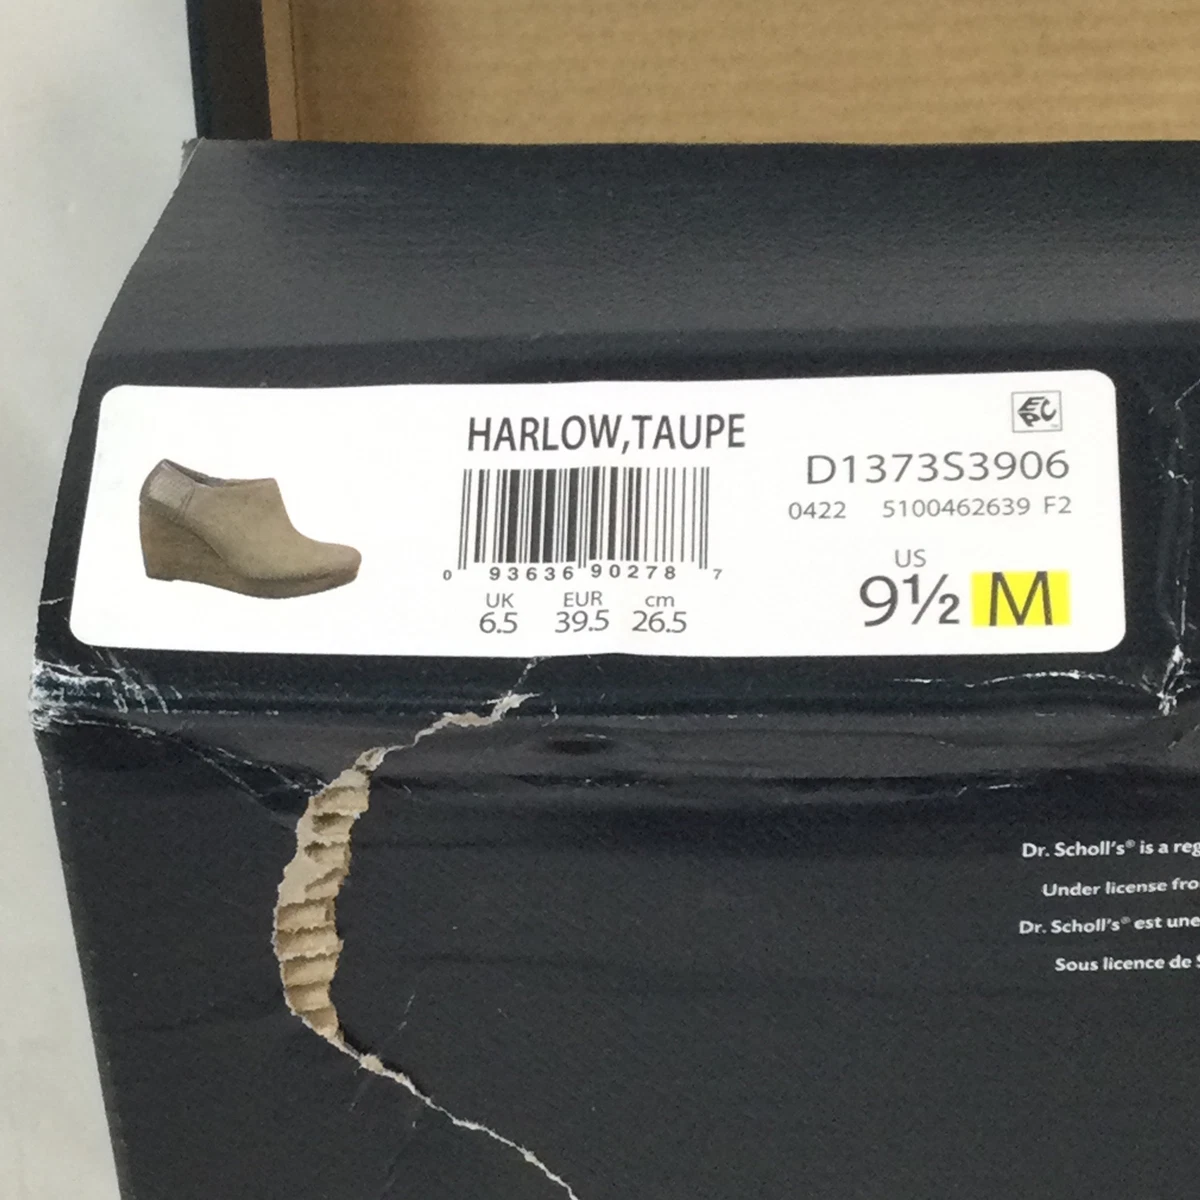 HARLOW,TAUPE
EPC
D1373S3906
0422 5100462639 F2
0 93636 90278 7
US
9½ M
UK EUR cm
6.5 39.5 26.5
Dr. Scholl's® is a reg
Under license fro
Dr. Scholl's® est une
Sous licence de S